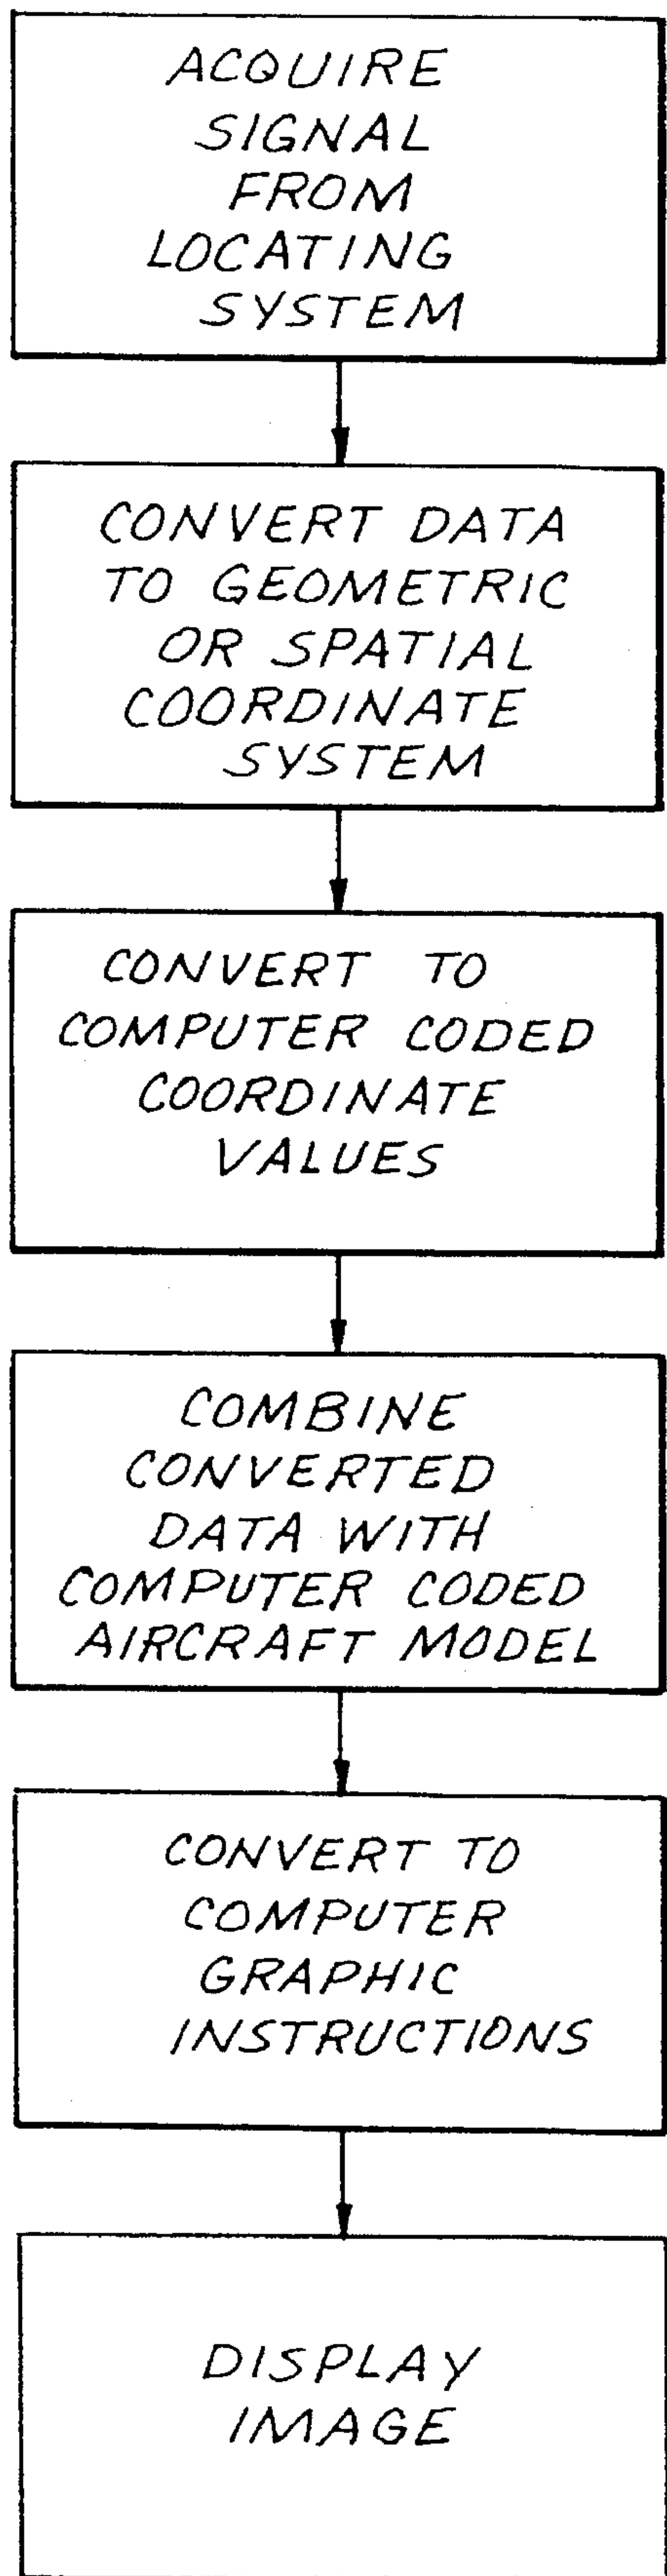 ACQUIRE
SIGNAL
FROM
LOCATING
SYSTEM
CONVERT DATA
TO GEOMETRIC
OR SPATIAL
COORDINATE
SYSTEM
CONVERT TO
COMPUTER CODED
COORDINATE
VALUES
COMBINE
CONVERTED
DATA WITH
COMPUTER CODED
AIRCRAFT MODEL
CONVERT TO
COMPUTER
GRAPHIC
INSTRUCTIONS
DISPLAY
IMAGE